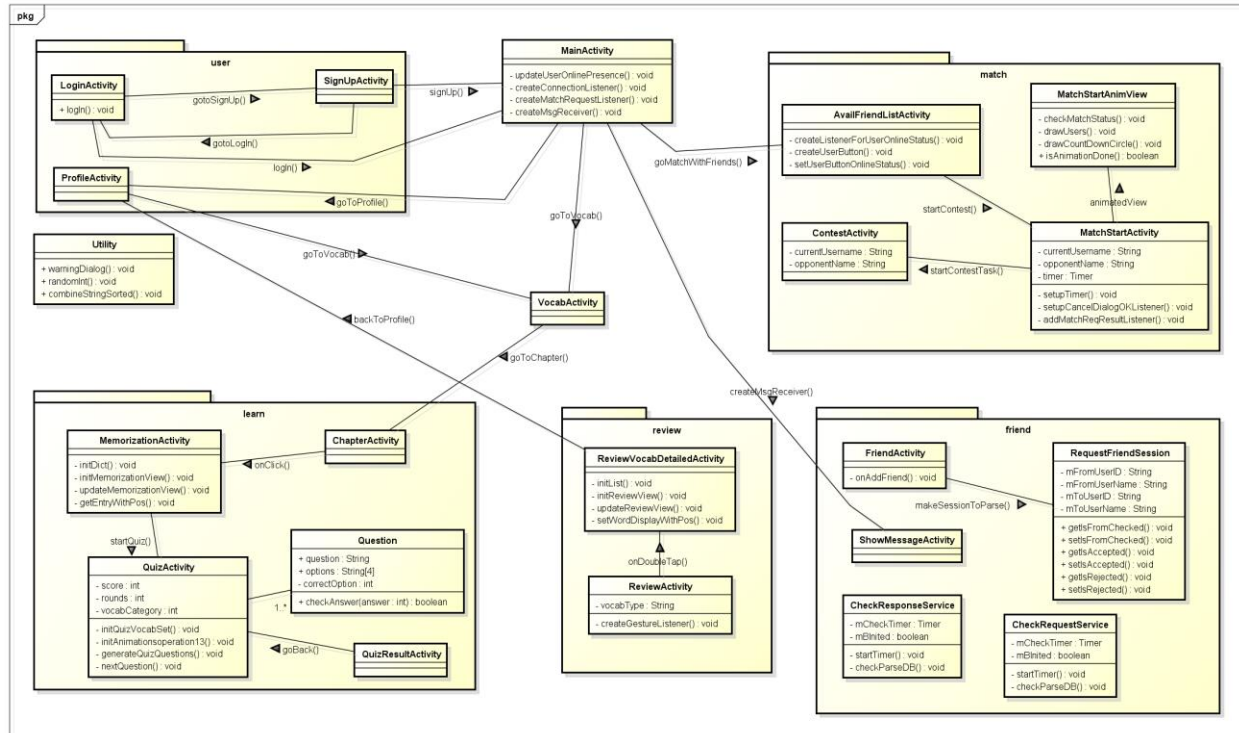 pkg
user
LoginActivity
+ logIn() : void
SignUpActivity
gotoSignUp()
gotoLogIn()
signUp()
logIn()
ProfileActivity
goToProfile()
MainActivity
- updateUserOnlinePresence() : void
- createConnectionListener() : void
- createMatchRequestListener() : void
- createMsgReceiver() : void
goMatchWithFriends()
match
AvailFriendListActivity
- createListenerForUserOnlineStatus() : void
- createUserButton() : void
- setUserButtonOnlineStatus() : void
MatchStartAnimView
- checkMatchStatus() : void
- drawUsers() : void
- drawCountDownCircle() : void
+ isAnimationDone() : boolean
startContest()
animatedView
ContestActivity
- currentUsername : String
- opponentName : String
startContestTask()
MatchStartActivity
- currentUsername : String
- opponentName : String
- timer : Timer
- setupTimer() : void
- setupCancelDialogOKListener() : void
- addMatchReqResultListener() : void
Utility
+ warningDialog() : void
+ randomInt() : void
+ combineStringSorted() : void
goToVocab()
goToVocab()
VocabActivity
backToProfile()
goToChapter()
createMsgReceiver()
learn
MemorizationActivity
- initDict() : void
- initMemorizationView() : void
- updateMemorizationView() : void
- getEntryWithPos() : void
onClick()
ChapterActivity
startQuiz()
QuizActivity
- score : int
- rounds : int
- vocabCategory : int
- initQuizVocabSet() : void
- initAnimationsoperation13() : void
- generateQuizQuestions() : void
- nextQuestion() : void
1..*
Question
+ question : String
+ options : String[4]
- correctOption : int
+ checkAnswer(answer : int) : boolean
goBack()
QuizResultActivity
review
ReviewVocabDetailedActivity
- initList() : void
- initReviewView() : void
- updateReviewView() : void
- setWordDisplayWithPos() : void
onDoubleTap()
ReviewActivity
- vocabType : String
- createGestureListener() : void
friend
FriendActivity
- onAddFriend() : void
makeSessionToParse()
RequestFriendSession
- mFromUserID : String
- mFromUserName : String
- mToUserID : String
- mToUserName : String
+ getIsFromChecked() : void
+ setIsFromChecked() : void
+ getIsAccepted() : void
+ setIsAccepted() : void
+ getIsRejected() : void
+ setIsRejected() : void
ShowMessageActivity
CheckResponseService
- mCheckTimer : Timer
- mBInited : boolean
- startTimer() : void
- checkParseDB() : void
CheckRequestService
- mCheckTimer : Timer
- mBInited : boolean
- startTimer() : void
- checkParseDB() : void